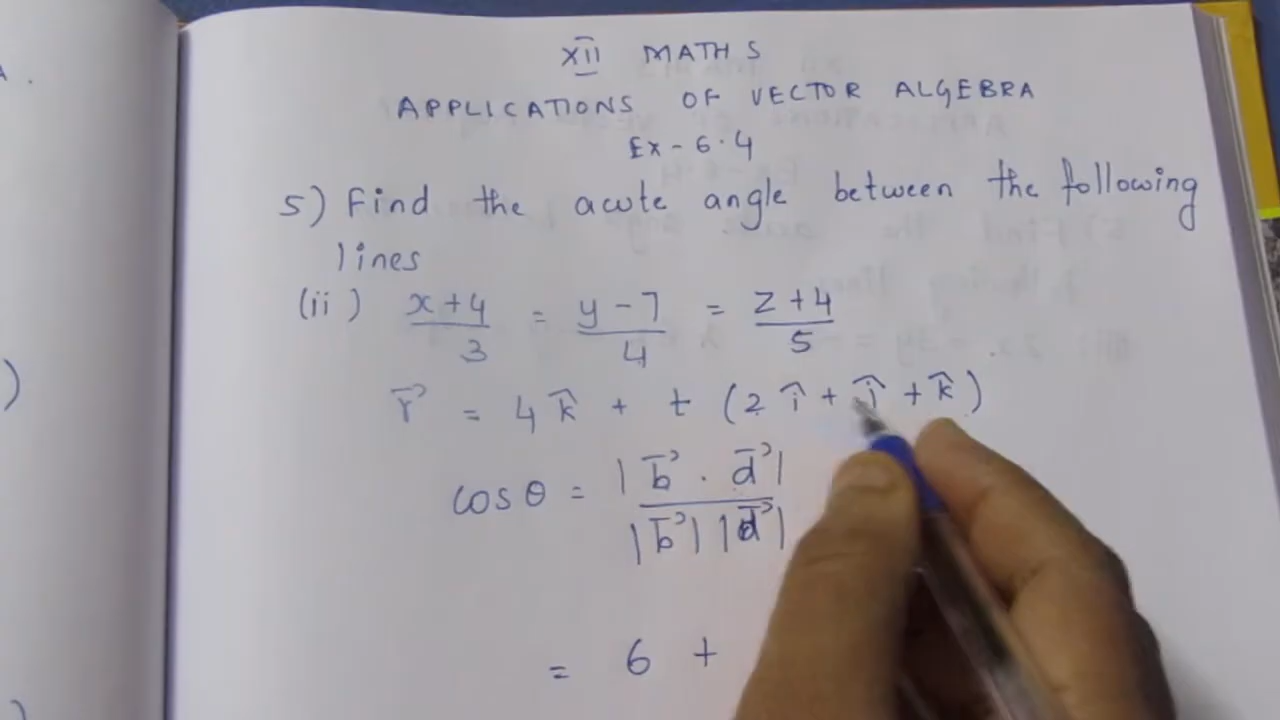 XII MATHS
APPLICATIONS OF VECTOR ALGEBRA
Ex - 6.4
5) Find the acute angle between the following
lines
(ii) x+4/3 = y-7/4 = z+4/5
r⃗ = 4k̂ + t (2î + ĵ + k̂)
cos θ = |b⃗ . d⃗| / |b⃗| |d⃗|
= 6 +